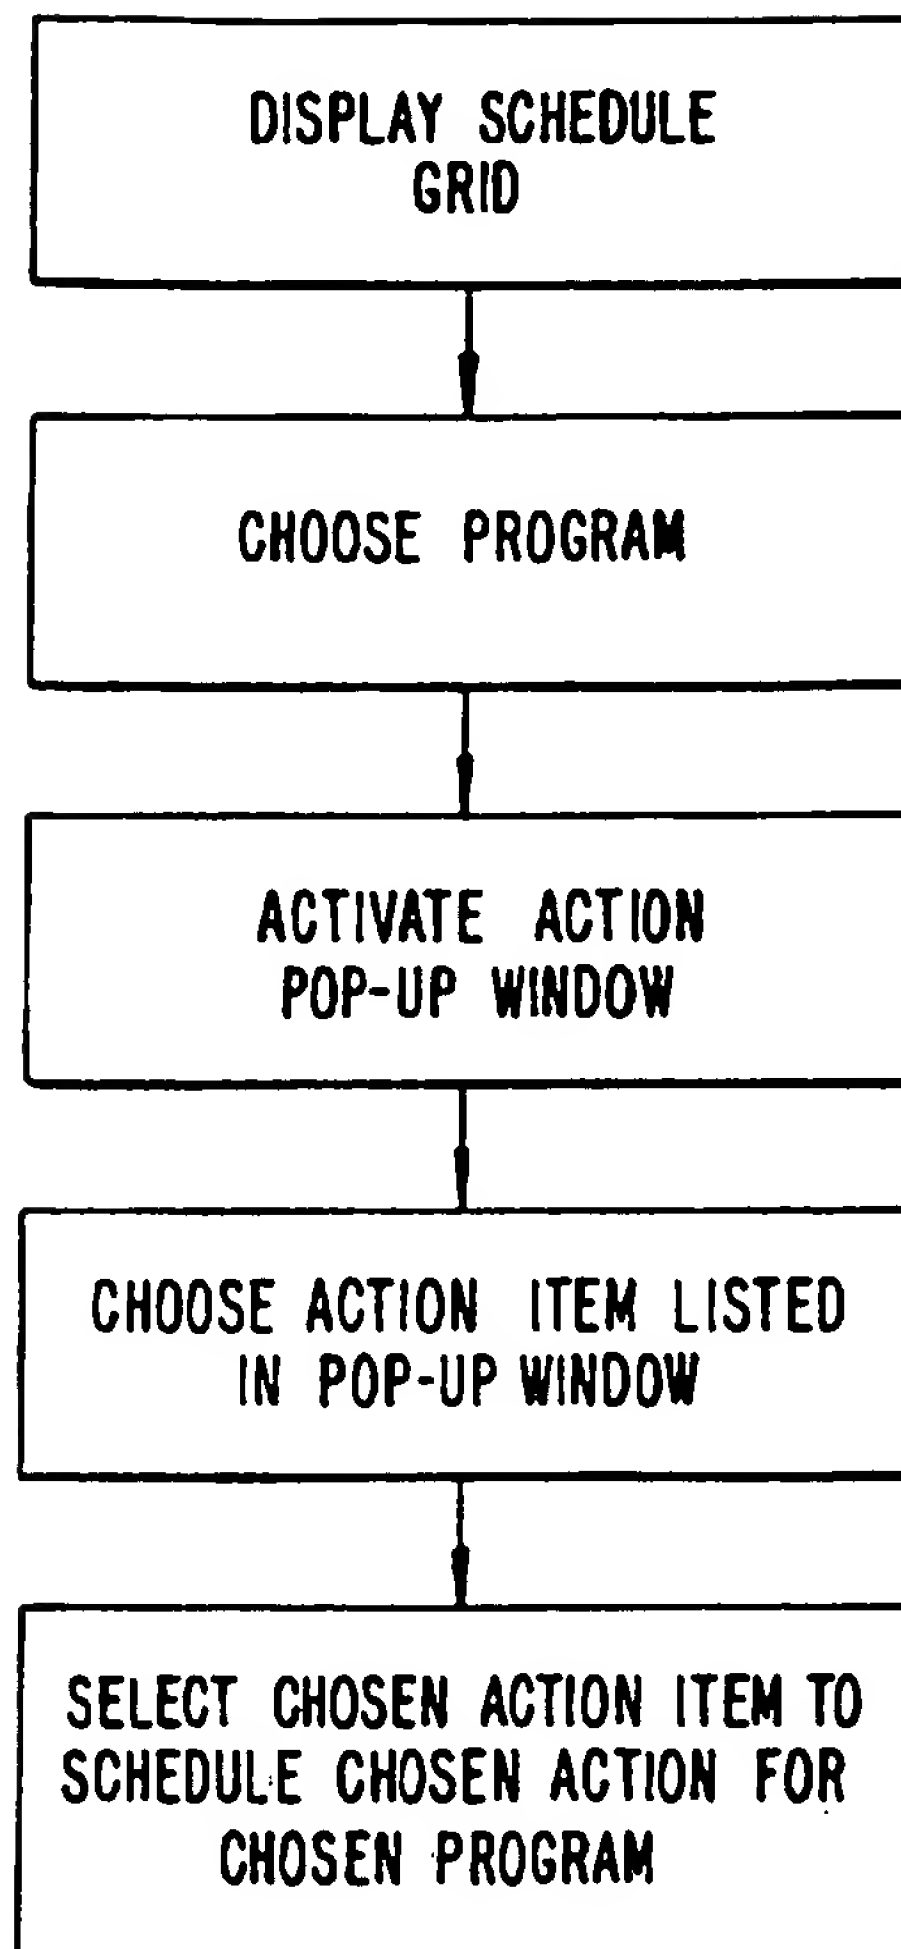 DISPLAY SCHEDULE
GRID
CHOOSE PROGRAM
ACTIVATE ACTION
POP-UP WINDOW
CHOOSE ACTION ITEM LISTED
IN POP-UP WINDOW
SELECT CHOSEN ACTION ITEM TO
SCHEDULE CHOSEN ACTION FOR
CHOSEN PROGRAM